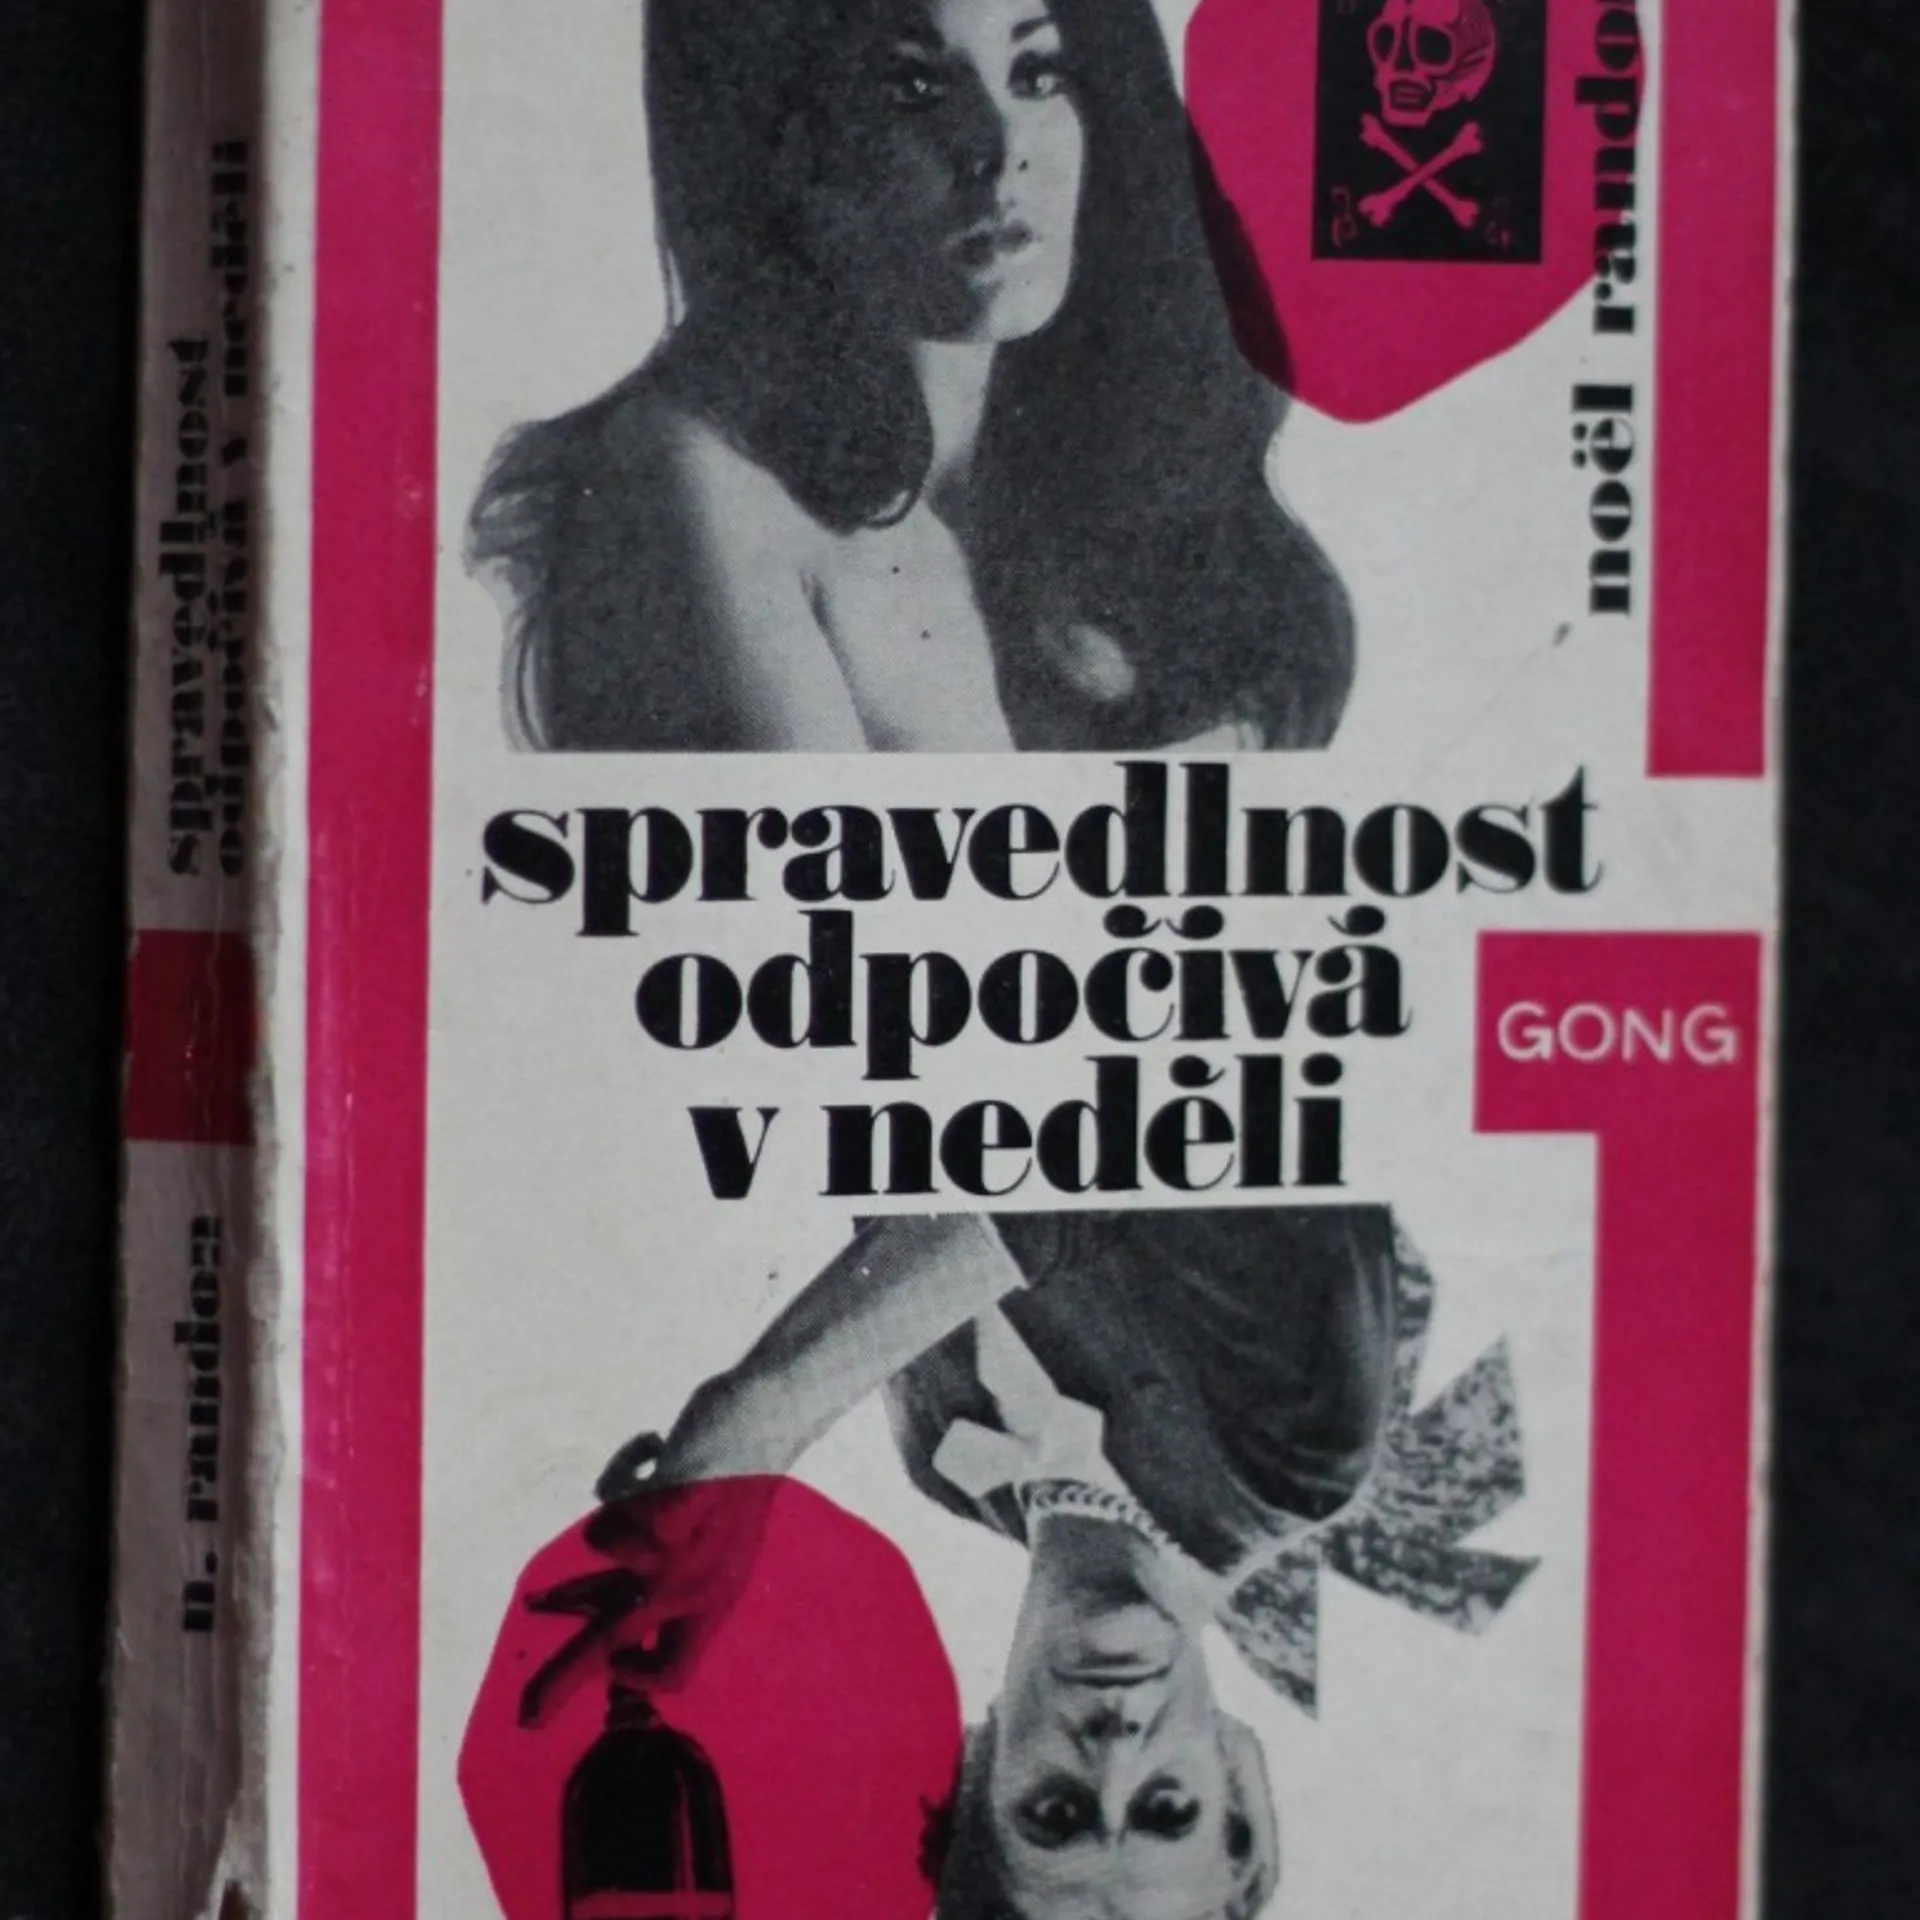 noël randon
spravedlnost
odpočívá
v neděli
GONG
spravedlnost
odpočívá v neděli
n. randon